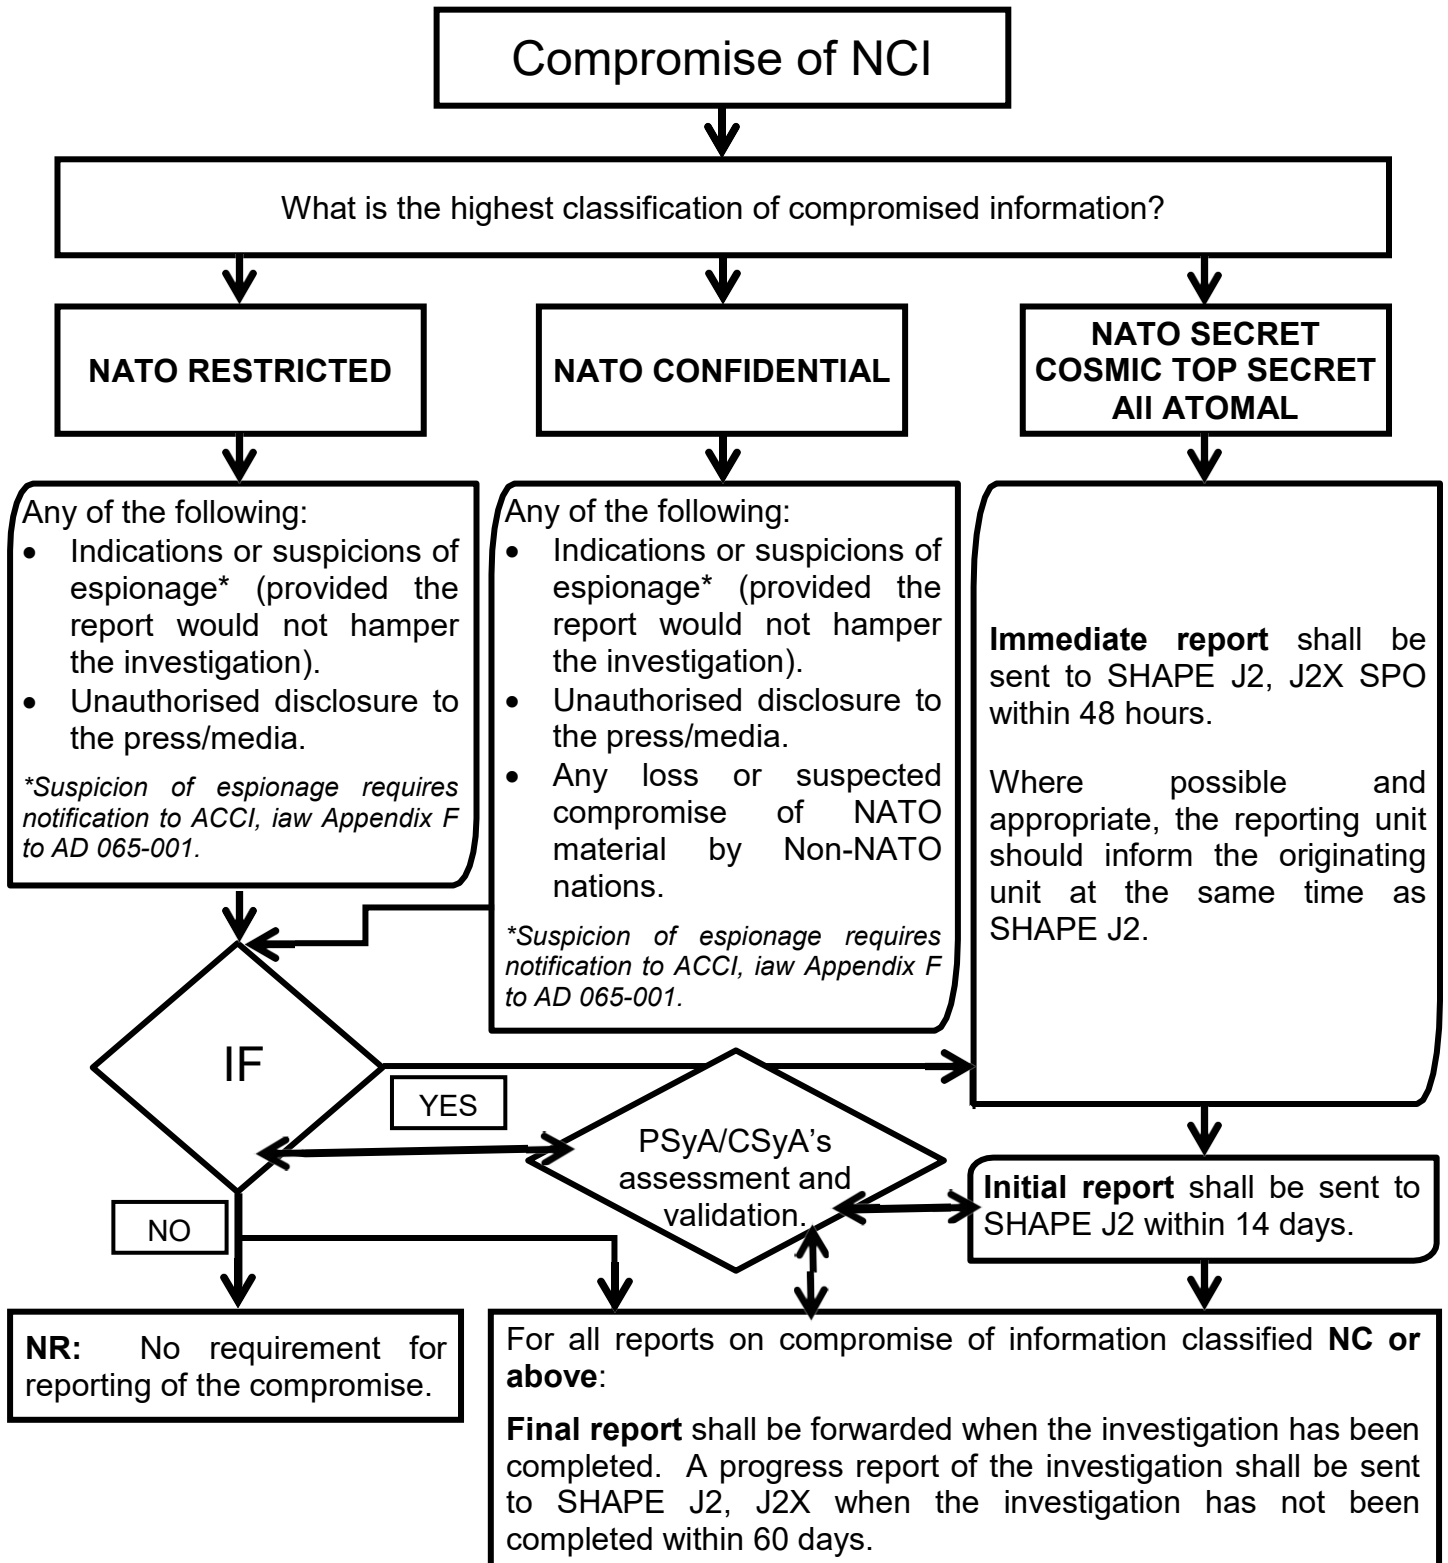 Compromise of NCI
What is the highest classification of compromised information?
NATO RESTRICTED
NATO CONFIDENTIAL
NATO SECRET
COSMIC TOP SECRET
All ATOMAL
Any of the following:
• Indications or suspicions of
espionage* (provided the
report would not hamper
the investigation).
• Unauthorised disclosure to
the press/media.
*Suspicion of espionage requires
notification to ACCI, iaw Appendix F
to AD 065-001.
Any of the following:
• Indications or suspicions of
espionage* (provided the
report would not hamper
the investigation).
• Unauthorised disclosure to
the press/media.
• Any loss or suspected
compromise of NATO
material by Non-NATO
nations.
*Suspicion of espionage requires
notification to ACCI, iaw Appendix F
to AD 065-001.
Immediate report shall be
sent to SHAPE J2, J2X SPO
within 48 hours.
Where possible and
appropriate, the reporting unit
should inform the originating
unit at the same time as
SHAPE J2.
IF
YES
PSyA/CSyA's
assessment and
validation.
Initial report shall be sent to
SHAPE J2 within 14 days.
NO
NR: No requirement for
reporting of the compromise.
For all reports on compromise of information classified NC or
above:
Final report shall be forwarded when the investigation has been
completed. A progress report of the investigation shall be sent
to SHAPE J2, J2X when the investigation has not been
completed within 60 days.